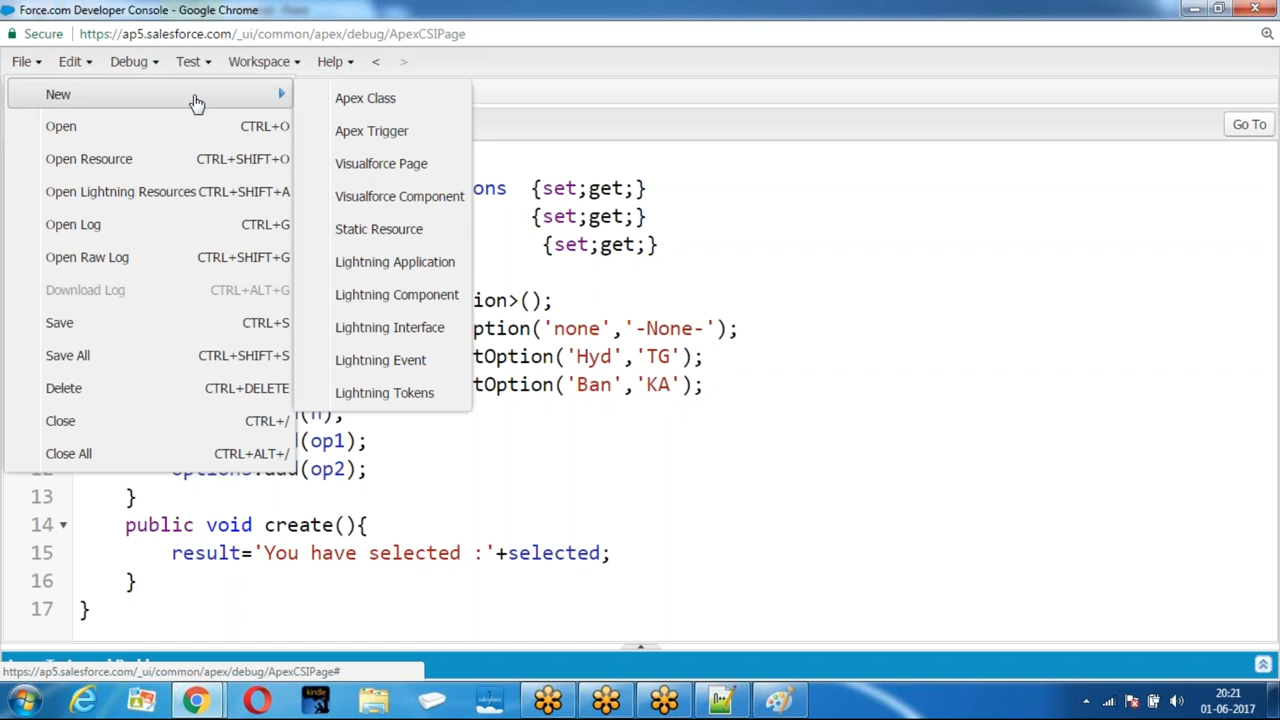 Force.com Developer Console - Google Chrome
Secure https://ap5.salesforce.com/_ui/common/apex/debug/ApexCSIPage
File Edit Debug Test Workspace Help < >
New
Open CTRL+O
Open Resource CTRL+SHIFT+O
Open Lightning Resources CTRL+SHIFT+A
Open Log CTRL+G
Open Raw Log CTRL+SHIFT+G
Download Log CTRL+ALT+G
Save CTRL+S
Save All CTRL+SHIFT+S
Delete CTRL+DELETE
Close CTRL+/
Close All CTRL+ALT+/
Apex Class
Apex Trigger
Visualforce Page
Visualforce Component
Static Resource
Lightning Application
Lightning Component
Lightning Interface
Lightning Event
Lightning Tokens
Go To
ons {set;get;}
{set;get;}
{set;get;}
ion>();
ption('none','-None-');
tOption('Hyd','TG');
tOption('Ban','KA');
(n);
(op1);
(op2);
13 }
14 public void create(){
15 result='You have selected :'+selected;
16 }
17 }
https://ap5.salesforce.com/_ui/common/apex/debug/ApexCSIPage#
kindle
20:21
01-06-2017